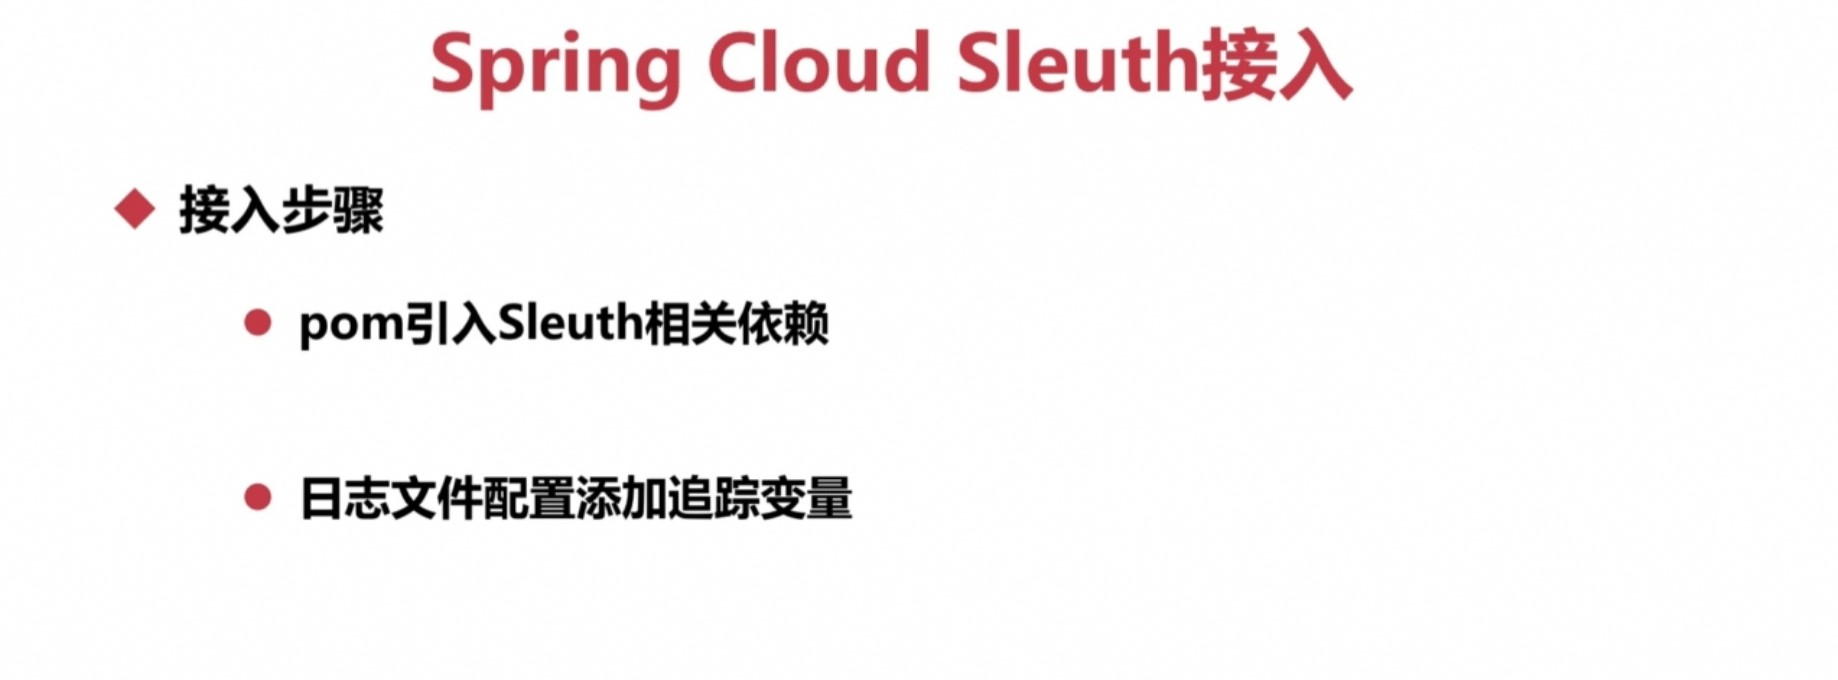 Spring Cloud Sleuth接入
接入步骤
pom引入Sleuth相关依赖
日志文件配置添加追踪变量